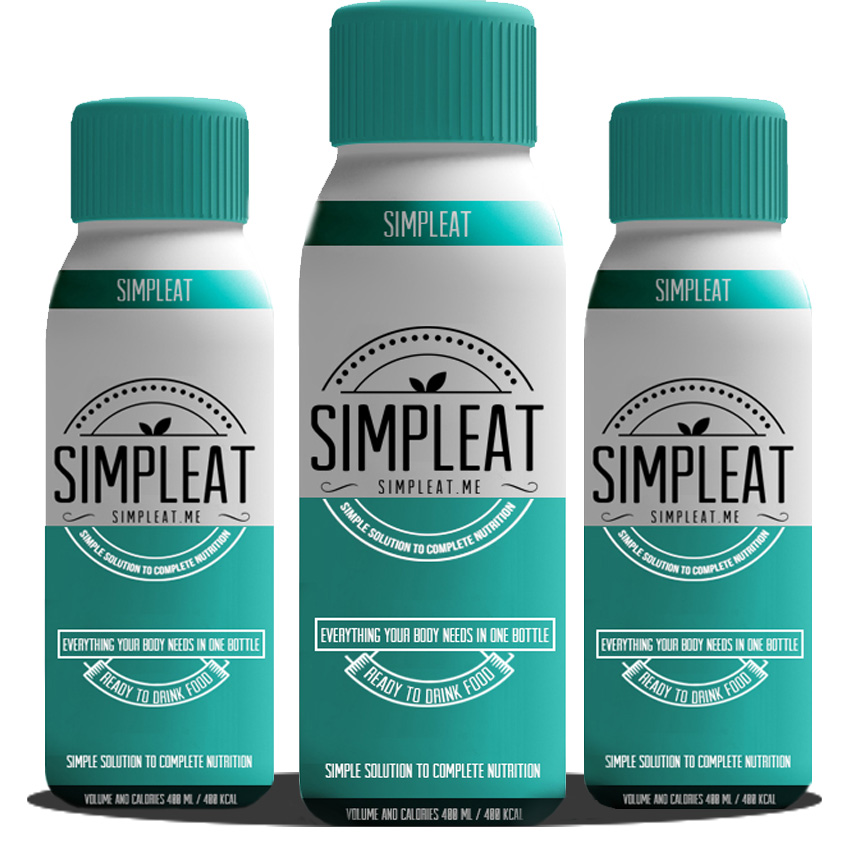 SIMPLEAT
SIMPLEAT
SIMPLEAT.ME
SIMPLE SOLUTION TO COMPLETE NUTRITION
EVERYTHING YOUR BODY NEEDS IN ONE BOTTLE
READY TO DRINK FOOD
SIMPLE SOLUTION TO COMPLETE NUTRITION
VOLUME AND CALORIES 400 ML / 400 KCAL
SIMPLEAT
SIMPLEAT
SIMPLEAT.ME
SIMPLE SOLUTION TO COMPLETE NUTRITION
EVERYTHING YOUR BODY NEEDS IN ONE BOTTLE
READY TO DRINK FOOD
SIMPLE SOLUTION TO COMPLETE NUTRITION
VOLUME AND CALORIES 400 ML / 400 KCAL
SIMPLEAT
SIMPLEAT
SIMPLEAT.ME
SIMPLE SOLUTION TO COMPLETE NUTRITION
EVERYTHING YOUR BODY NEEDS IN ONE BOTTLE
READY TO DRINK FOOD
SIMPLE SOLUTION TO COMPLETE NUTRITION
VOLUME AND CALORIES 400 ML / 400 KCAL